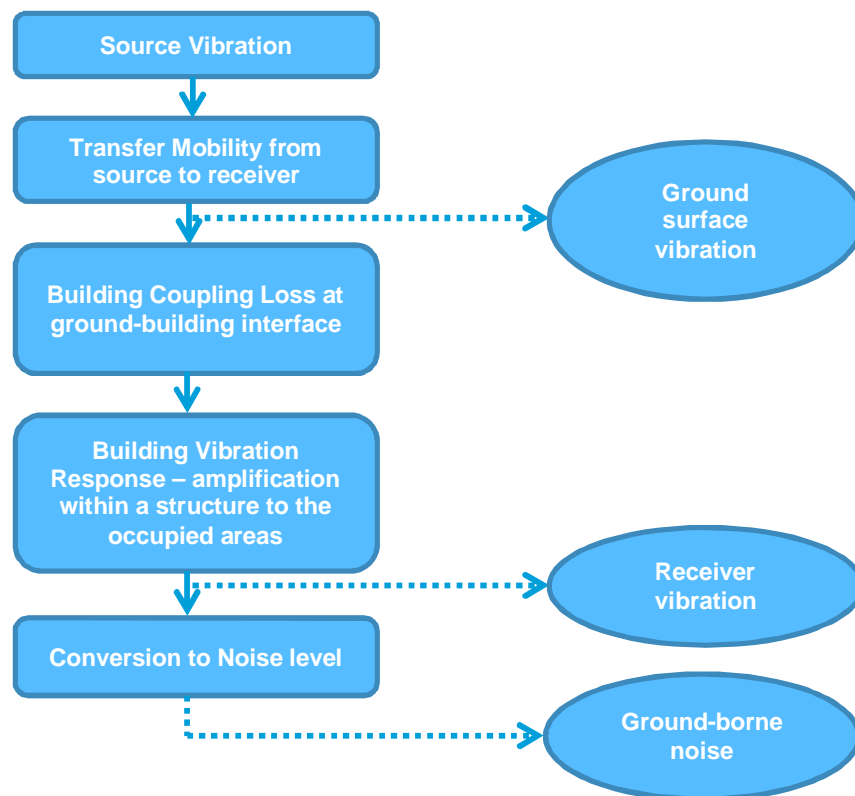 Source Vibration
Transfer Mobility from
source to receiver
Ground
surface
vibration
Building Coupling Loss at
ground-building interface
Building Vibration
Response – amplification
within a structure to the
occupied areas
Receiver
vibration
Conversion to Noise level
Ground-borne
noise